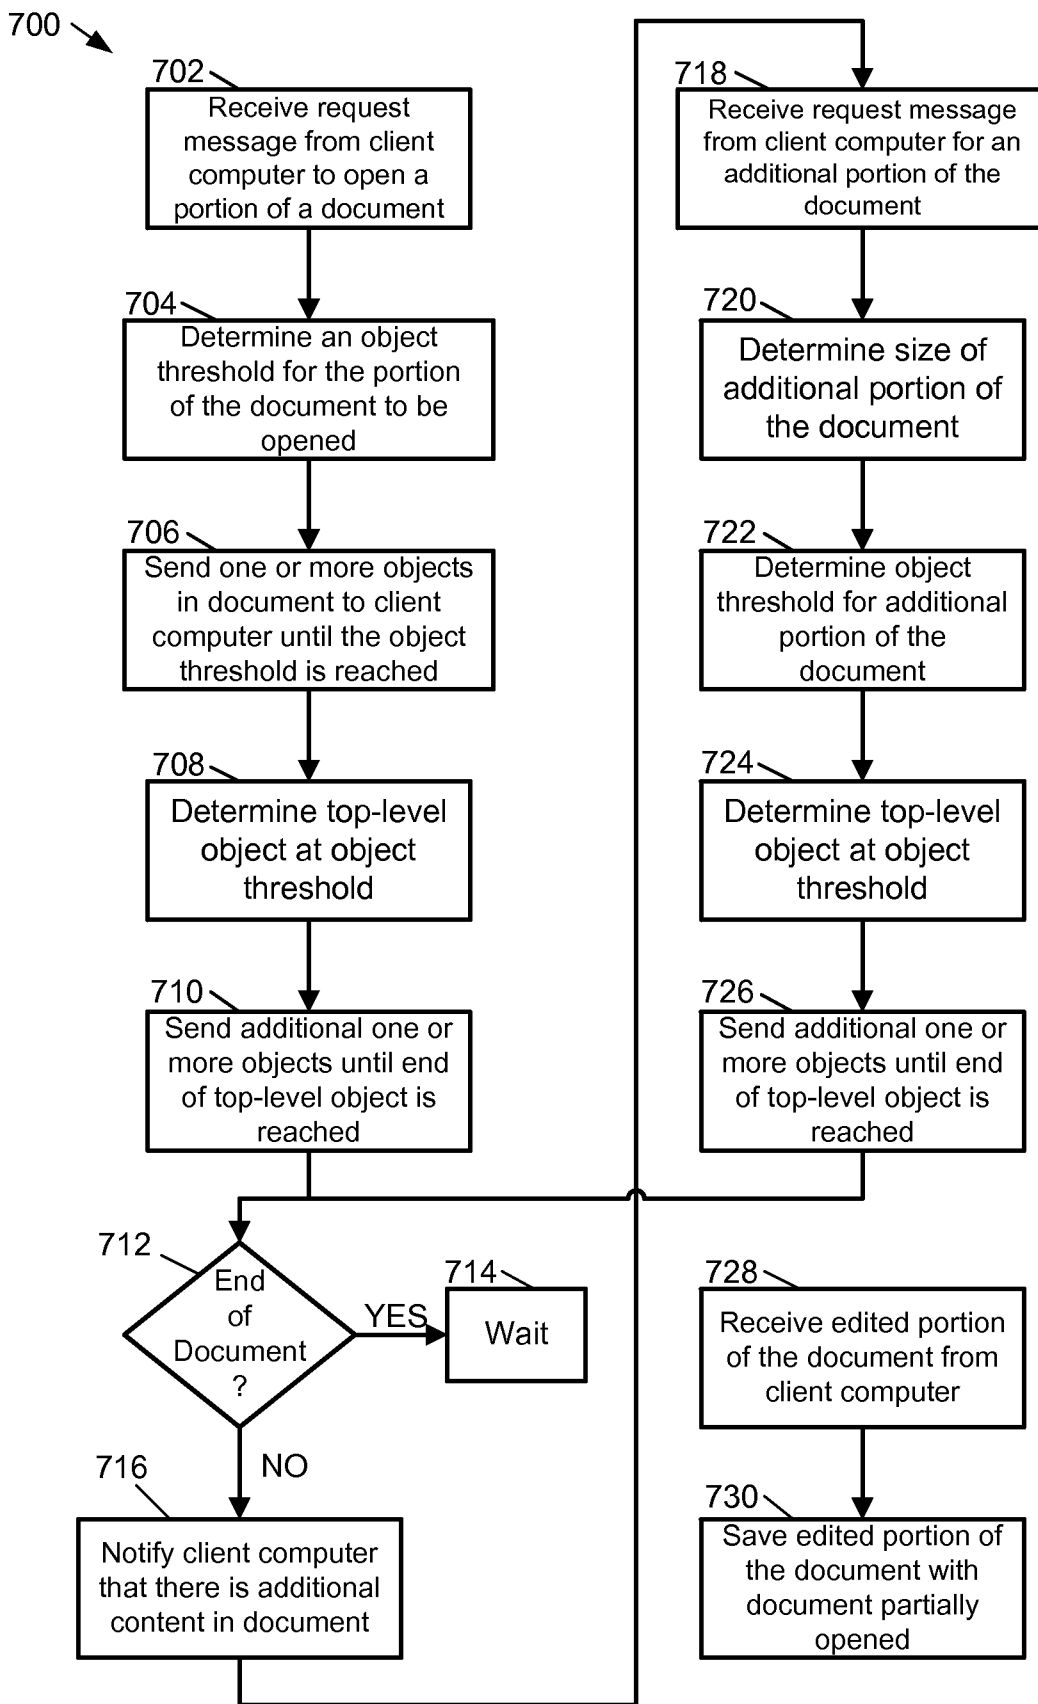 700
702
Receive request
message from client
computer to open a
portion of a document
704
Determine an object
threshold for the portion
of the document to be
opened
706
Send one or more objects
in document to client
computer until the object
threshold is reached
708
Determine top-level
object at object
threshold
710
Send additional one or
more objects until end
of top-level object is
reached
712
End
of
Document
?
YES
714
Wait
NO
716
Notify client computer
that there is additional
content in document
718
Receive request message
from client computer for an
additional portion of the
document
720
Determine size of
additional portion of
the document
722
Determine object
threshold for additional
portion of the
document
724
Determine top-level
object at object
threshold
726
Send additional one or
more objects until end
of top-level object is
reached
728
Receive edited portion
of the document from
client computer
730
Save edited portion of
the document with
document partially
opened